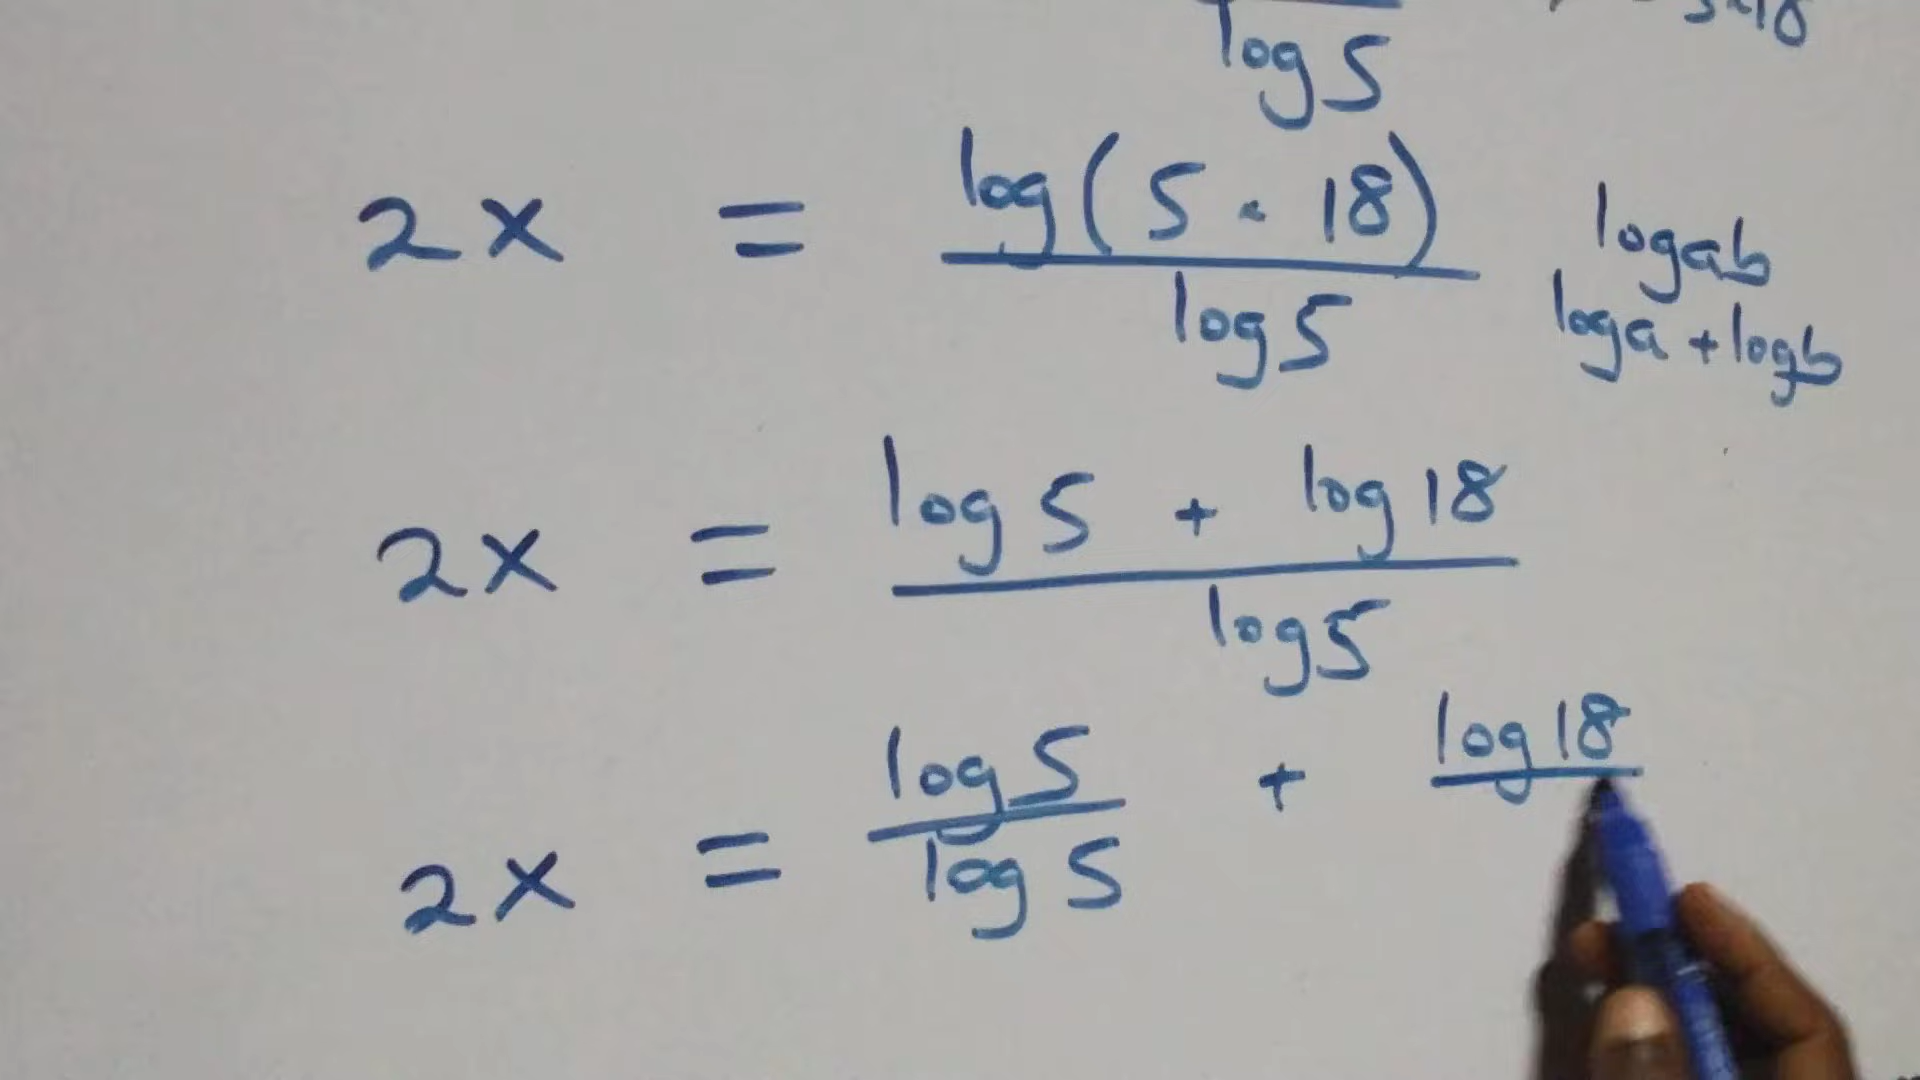 log 5
2x = log(5 · 18) / log 5
log ab
log a + log b
2x = log 5 + log 18 / log 5
2x = log 5 / log 5 + log 18